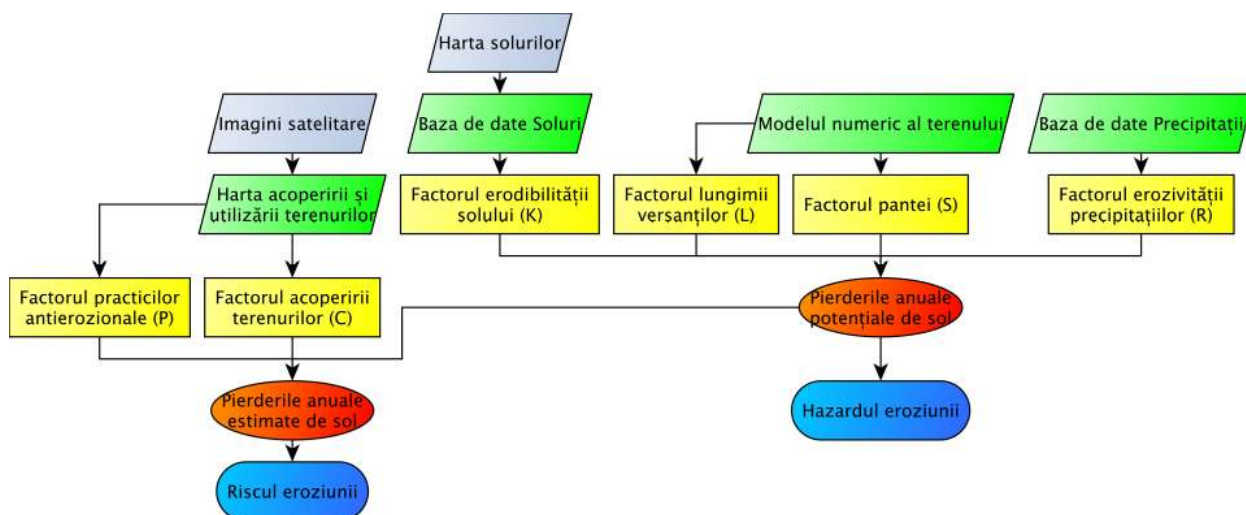 Harta solurilor
Imagini satelitare
Baza de date Soluri
Modelul numeric al terenului
Baza de date Precipitații
Harta acoperirii și
utilizării terenurilor
Factorul erodibilității
solului (K)
Factorul lungimii
versanților (L)
Factorul pantei (S)
Factorul erozivității
precipitațiilor (R)
Factorul practicilor
antierozionale (P)
Factorul acoperirii
terenurilor (C)
Pierderile anuale
potențiale de sol
Pierderile anuale
estimate de sol
Hazardul eroziunii
Riscul eroziunii